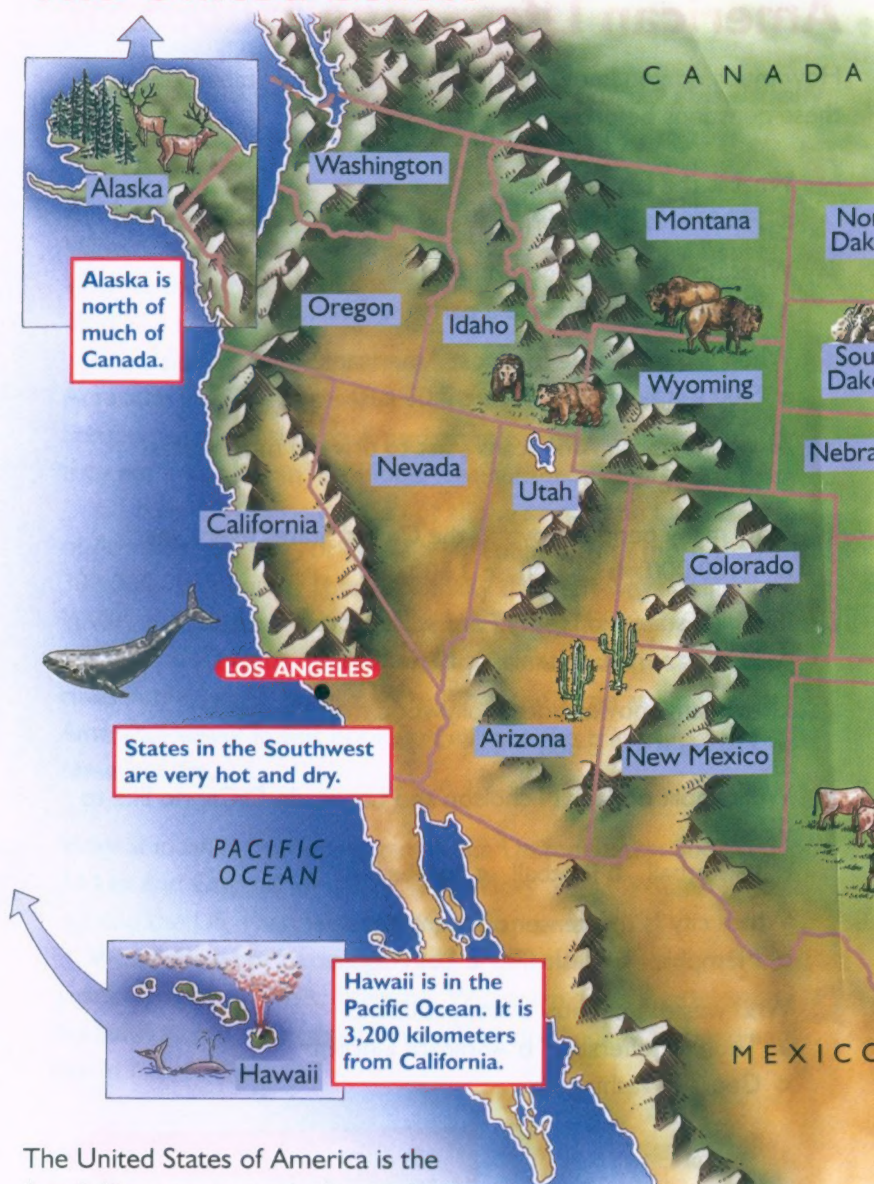 CANADA
Washington
Alaska
Montana
Alaska is
north of
much of
Canada.
Oregon
Idaho
Wyoming
Nevada
Utah
California
Colorado
LOS ANGELES
States in the Southwest
are very hot and dry.
Arizona
New Mexico
PACIFIC
OCEAN
Hawaii is in the
Pacific Ocean. It is
3,200 kilometers
from California.
Hawaii
MEXICO
The United States of America is the